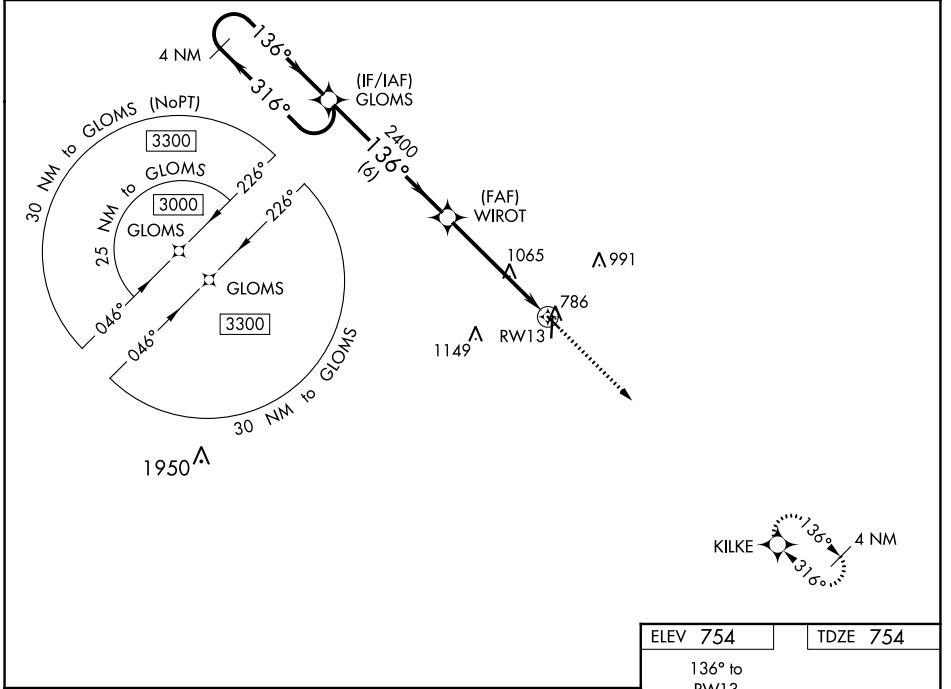 136°
4 NM
316°
(IF/IAF)
GLOMS
2400
136°
(6)
(FAF)
WIROT
30 NM to GLOMS (NoPT)
3300
25 NM to GLOMS
3000
GLOMS
226°
046°
226°
GLOMS
046°
3300
30 NM to GLOMS
1065
991
786
RW13
1149
1950
KILKE
136°
4 NM
316°
ELEV 754
TDZE 754
136° to
RW13